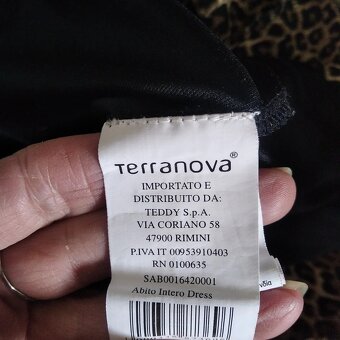 Terranova®
IMPORTATO E
DISTRIBUITO DA:
TEDDY S.p.A.
VIA CORIANO 58
47900 RIMINI
P.IVA IT 00953910403
RN 0100635
SAB0016420001
Abito Intero Dress